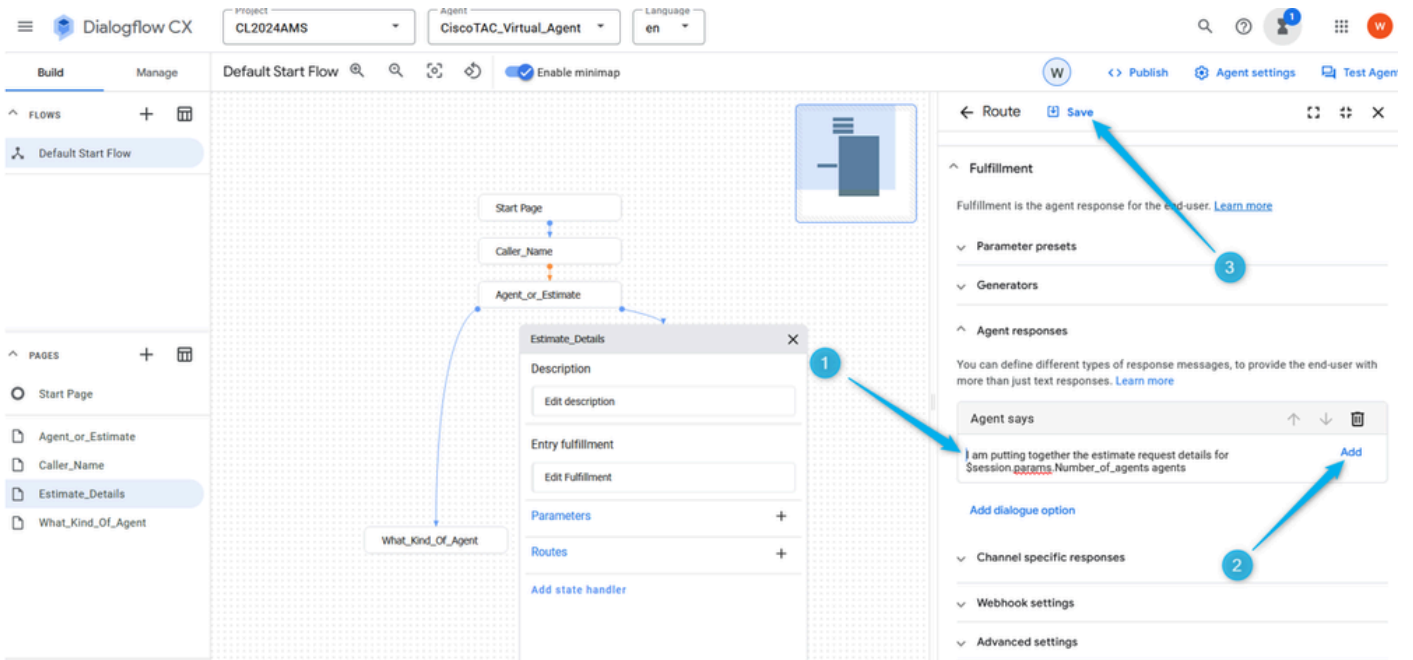 Dialogflow CX
Project
CL2024AMS
Agent
CiscoTAC_Virtual_Agent
Language
en
1
W
Build
Manage
Default Start Flow
Enable minimap
W
Publish
Agent settings
Test Agen
FLOWS
Default Start Flow
PAGES
Start Page
Agent_or_Estimate
Caller_Name
Estimate_Details
What_Kind_Of_Agent
Start Page
Caller_Name
Agent_or_Estimate
What_Kind_Of_Agent
Estimate_Details
Description
Edit description
Entry fulfillment
Edit Fulfillment
Parameters
Routes
Add state handler
Route
Save
Fulfillment
Fulfillment is the agent response for the end-user. Learn more
Parameter presets
3
Generators
Agent responses
You can define different types of response messages, to provide the end-user with
more than just text responses. Learn more
1
Agent says
I am putting together the estimate request details for
$session.params.Number_of_agents agents
Add
Add dialogue option
Channel specific responses
2
Webhook settings
Advanced settings